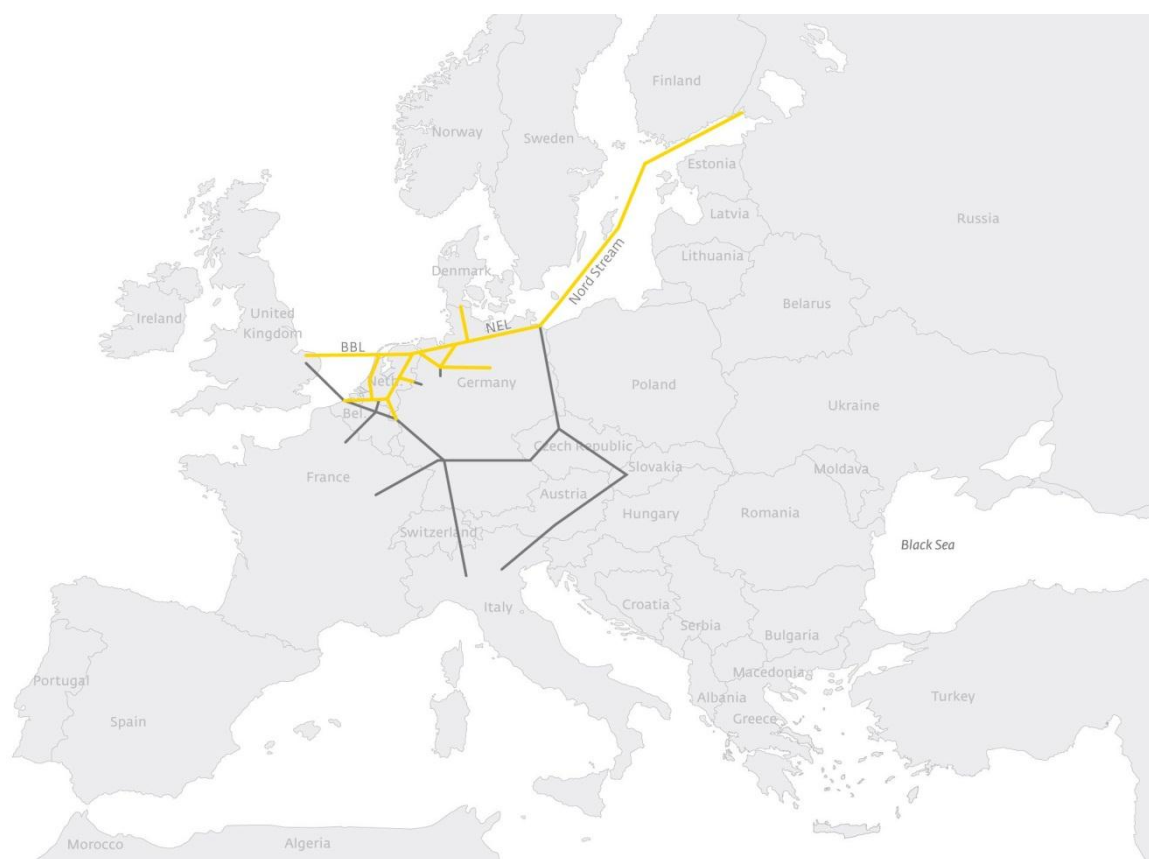 Finland
Norway
Sweden
Estonia
Russia
Latvia
Lithuania
Denmark
Nord Stream
Belarus
United
Kingdom
Ireland
NEL
BBL
Neth.
Germany
Poland
Bel.
Ukraine
Czech Republic
Slovakia
Moldava
France
Austria
Hungary
Romania
Switzerland
Black Sea
Italy
Croatia
Serbia
Bulgaria
Macedonia
Portugal
Spain
Albania
Turkey
Greece
Morocco
Algeria